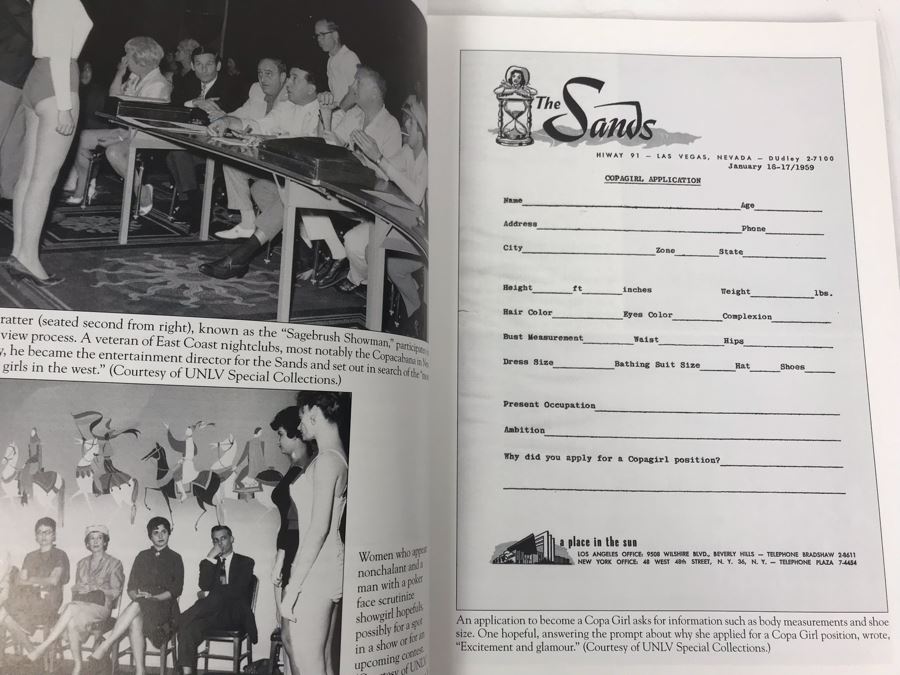 ratter (seated second from right), known as the "Sagebrush Showman,"
view process. A veteran of East Coast nightclubs, most notably the Copacabana in
he became the entertainment director for the Sands and set out in search of the
girls in the west." (Courtesy of UNLV Special Collections.)
Women who appear
nonchalant and a
man with a poker
face scrutinize
showgirl hopefuls,
possibly for a spot
in a show or for an
upcoming contest.
of UNLV
The Sands
HIWAY 91 — LAS VEGAS, NEVADA — DUdley 2-7100
January 16-17/1959
COPAGIRL APPLICATION
Name Age
Address Phone
City Zone State
Height ft inches Weight lbs.
Hair Color Eyes Color Complexion
Bust Measurement Waist Hips
Dress Size Bathing Suit Size Hat Shoes
Present Occupation
Ambition
Why did you apply for a Copagirl position?
a place in the sun
LOS ANGELES OFFICE: 9508 WILSHIRE BLVD., BEVERLY HILLS — TELEPHONE BRADSHAW 2-8611
NEW YORK OFFICE: 48 WEST 48th STREET, N. Y. 36, N. Y. — TELEPHONE PLAZA 7-4454
An application to become a Copa Girl asks for information such as body measurements and shoe
size. One hopeful, answering the prompt about why she applied for a Copa Girl position, wrote,
"Excitement and glamour." (Courtesy of UNLV Special Collections.)